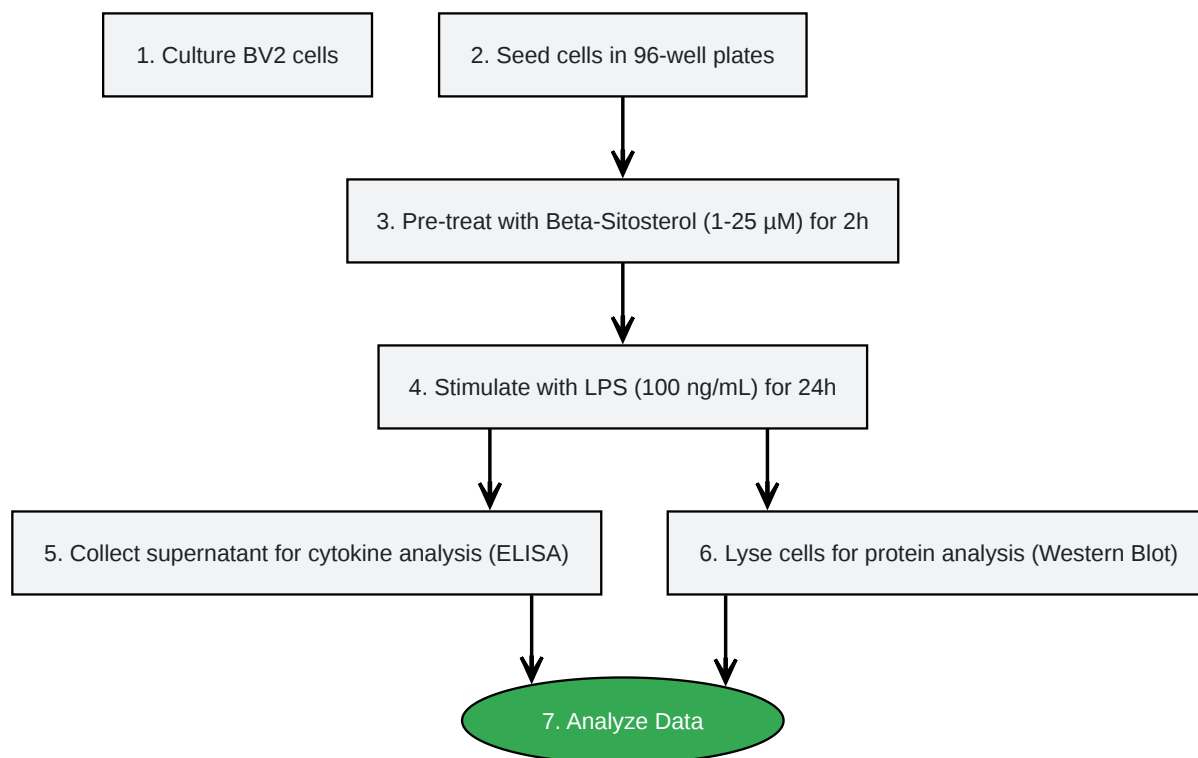 1. Culture BV2 cells
2. Seed cells in 96-well plates
3. Pre-treat with Beta-Sitosterol (1-25 µM) for 2h
4. Stimulate with LPS (100 ng/mL) for 24h
5. Collect supernatant for cytokine analysis (ELISA)
6. Lyse cells for protein analysis (Western Blot)
7. Analyze Data